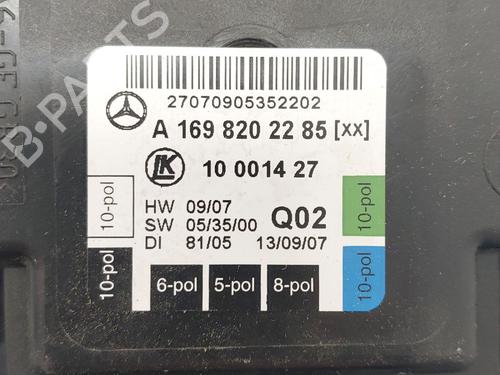 27070905352202
A 169 820 22 85 [xx]
LK 10 0014 27
HW 09/07
SW 05/35/00
DI 81/05 13/09/07
Q02
10-pol
10-pol
10-pol
10-pol
6-pol 5-pol 8-pol
B-PARTS